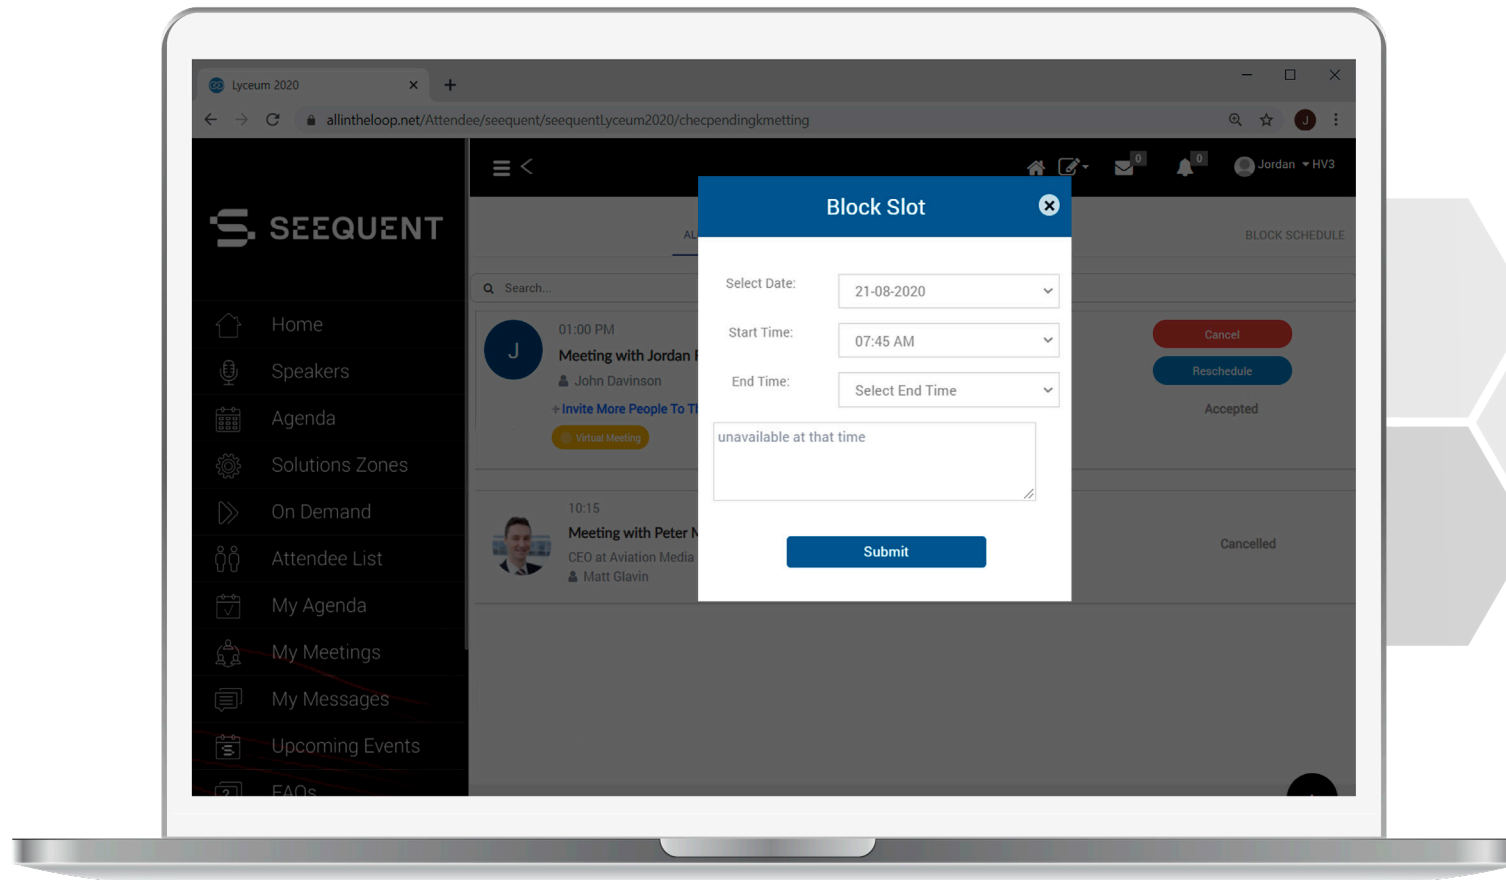 Lyceum 2020
allintheloop.net/Attendee/seequent/seequentLyceum2020/checpendingkmetting
J
0
0
Jordan
HV3
SEEQUENT
Home
Speakers
Agenda
Solutions Zones
On Demand
Attendee List
My Agenda
My Meetings
My Messages
Upcoming Events
FAQs
AL
BLOCK SCHEDULE
Search...
J
01:00 PM
Meeting with Jordan
John Davinson
+Invite More People To
Virtual Meeting
Cancel
Reschedule
Accepted
10:15
Meeting with Peter
CEO at Aviation Media
Matt Glavin
Cancelled
Block Slot
Select Date:
21-08-2020
Start Time:
07:45 AM
End Time:
Select End Time
unavailable at that time
Submit